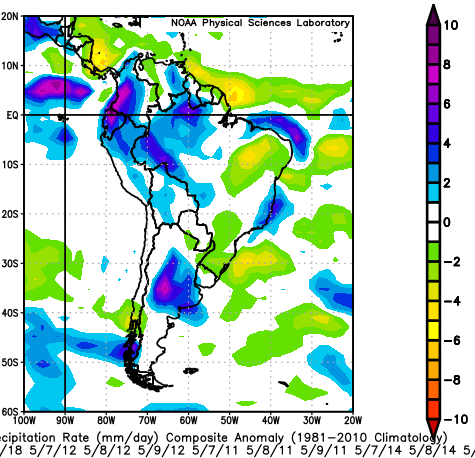 NOAA Physical Sciences Laboratory
20N
10N
EQ
10S
20S
30S
40S
50S
60S
100W 90W 80W 70W 60W 50W 40W 30W 20W
10
8
6
4
2
0
−2
−4
−6
−8
−10
ecipitation Rate (mm/day) Composite Anomaly (1981−2010 Climatology)
/18 5/7/12 5/8/12 5/9/12 5/7/11 5/8/11 5/9/11 5/7/14 5/8/14 5/